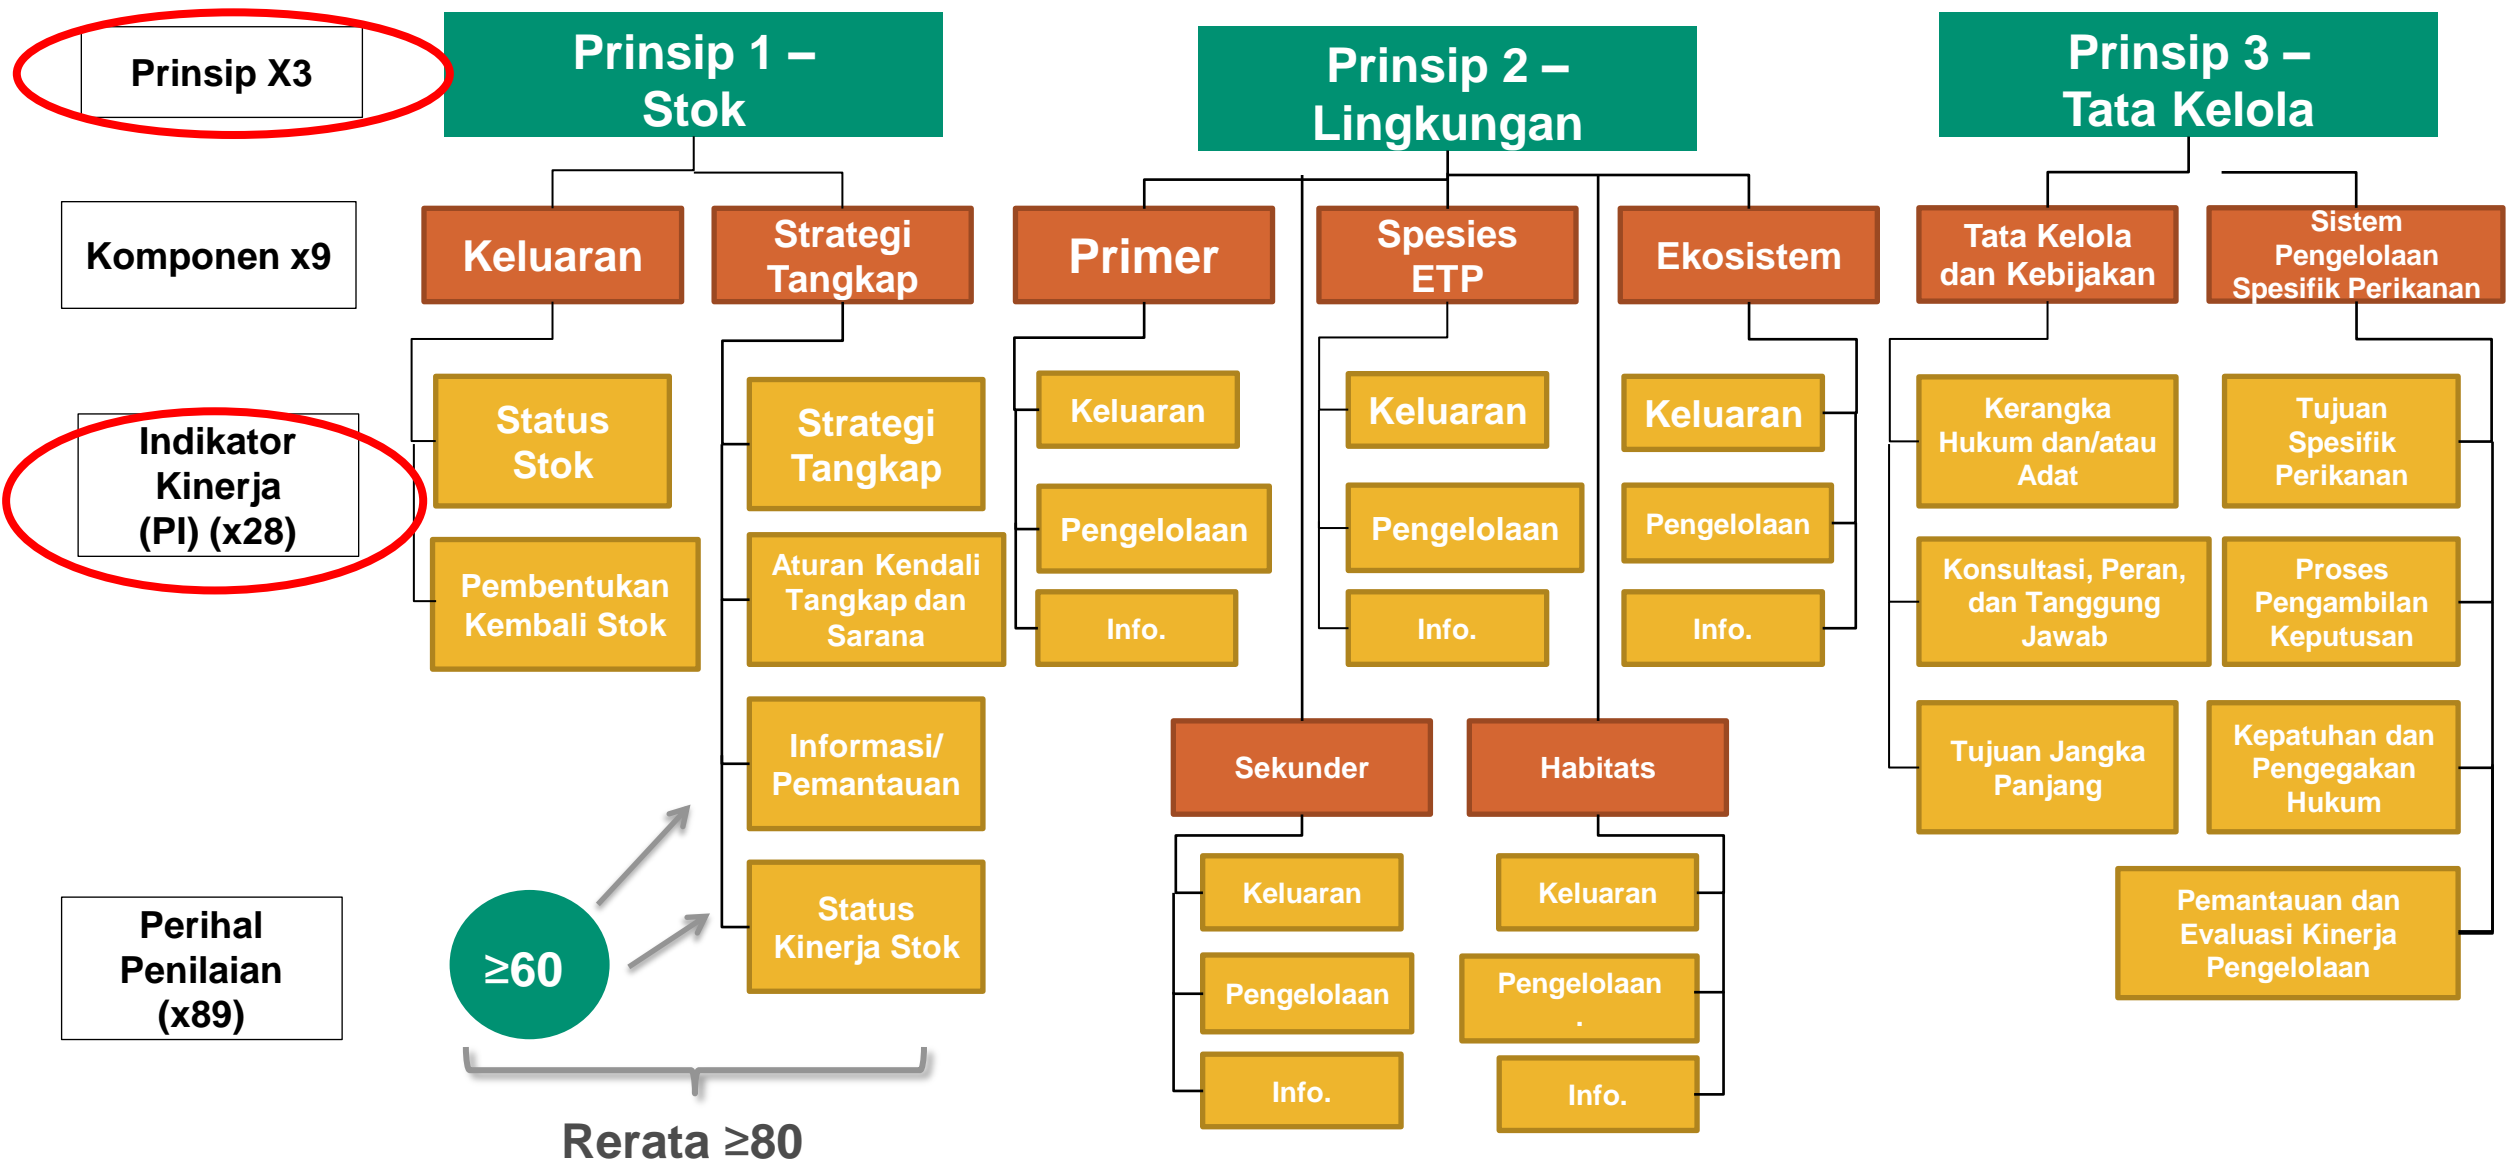 Prinsip X3
Prinsip 1 –
Stok
Prinsip 2 –
Lingkungan
Prinsip 3 –
Tata Kelola
Komponen x9
Keluaran
Strategi
Tangkap
Primer
Spesies
ETP
Ekosistem
Tata Kelola
dan Kebijakan
Sistem
Pengelolaan
Spesifik Perikanan
Indikator
Kinerja
(PI) (x28)
Status
Stok
Pembentukan
Kembali Stok
Strategi
Tangkap
Aturan Kendali
Tangkap dan
Sarana
Informasi/
Pemantauan
Status
Kinerja Stok
Keluaran
Pengelolaan
Info.
Keluaran
Pengelolaan
Info.
Keluaran
Pengelolaan
Info.
Kerangka
Hukum dan/atau
Adat
Konsultasi, Peran,
dan Tanggung
Jawab
Tujuan Jangka
Panjang
Tujuan
Spesifik
Perikanan
Proses
Pengambilan
Keputusan
Kepatuhan dan
Pengegakan
Hukum
Pemantauan dan
Evaluasi Kinerja
Pengelolaan
Sekunder
Keluaran
Pengelolaan
Info.
Habitats
Keluaran
Pengelolaan
.
Info.
Perihal
Penilaian
(x89)
≥60
Rerata ≥80